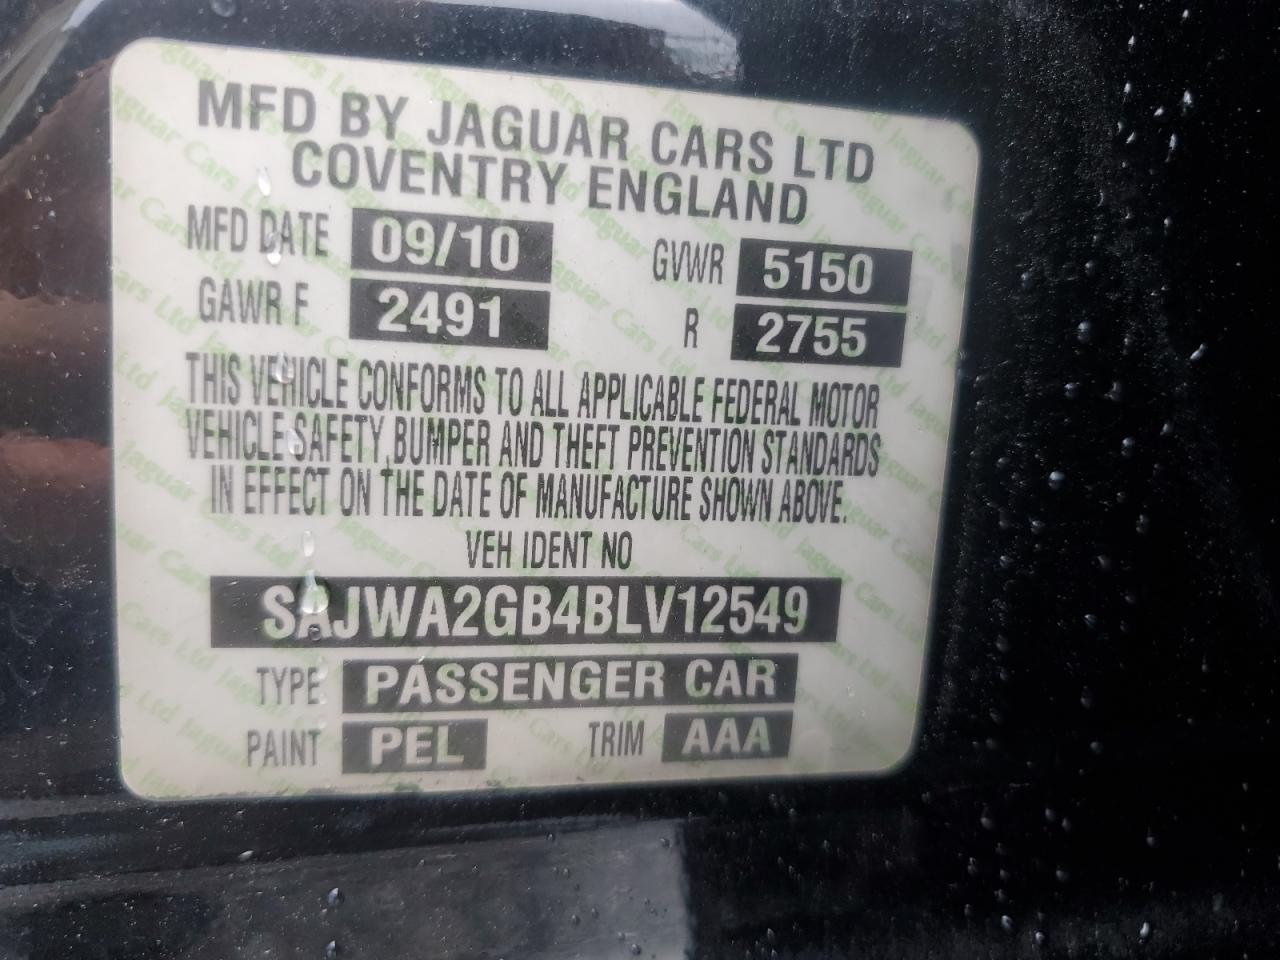 MFD BY JAGUAR CARS LTD
COVENTRY ENGLAND
MFD DATE 09/10 GVWR 5150
GAWR F 2491 R 2755
THIS VEHICLE CONFORMS TO ALL APPLICABLE FEDERAL MOTOR
VEHICLE SAFETY, BUMPER AND THEFT PREVENTION STANDARDS
IN EFFECT ON THE DATE OF MANUFACTURE SHOWN ABOVE.
VEH IDENT NO
SAJWA2GB4BLV12549
TYPE PASSENGER CAR
PAINT PEL TRIM AAA